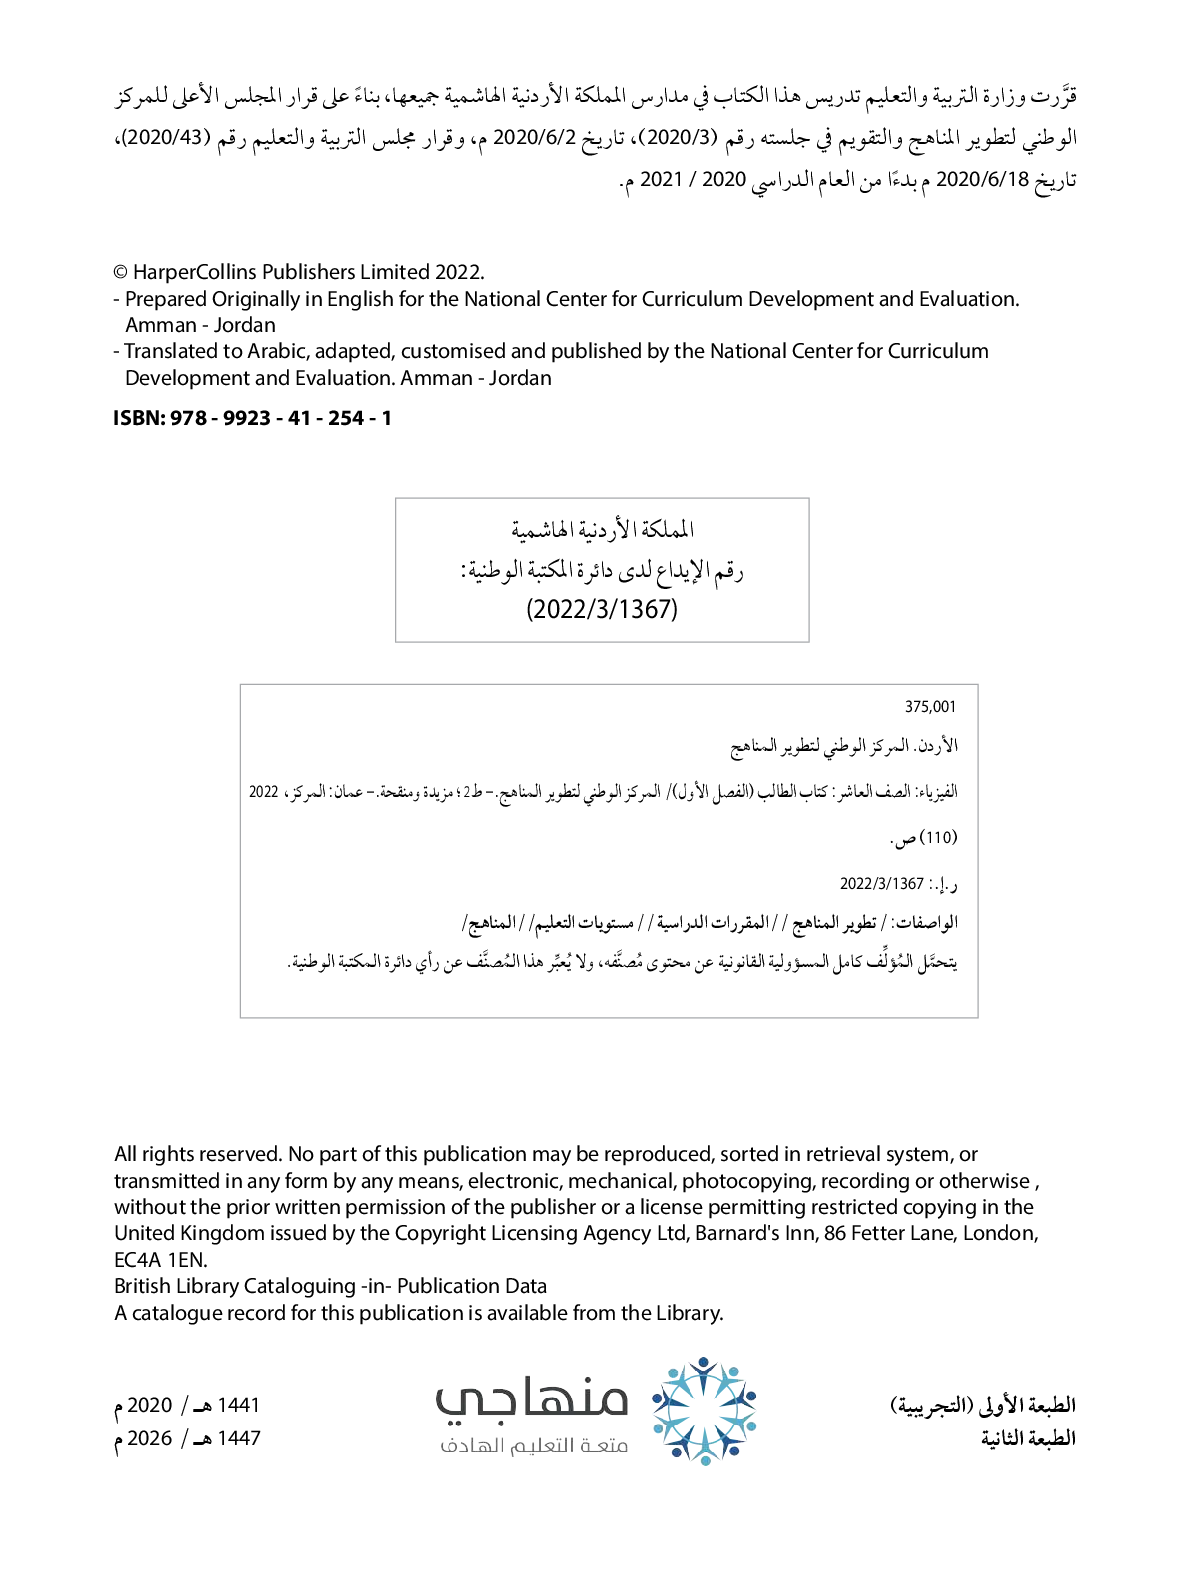 قرَّرت وزارة التربية والتعليم تدريس هذا الكتاب في مدارس المملكة الأردنية الهاشمية جميعها، بناءً على قرار المجلس الأعلى للمركز
الوطني لتطوير المناهج والتقويم في جلسته رقم (2020/3)، تاريخ 2020/6/2 م، وقرار مجلس التربية والتعليم رقم (2020/43)،
تاريخ 2020/6/18 م بدءًا من العام الدراسي 2020 / 2021 م.
© HarperCollins Publishers Limited 2022.
- Prepared Originally in English for the National Center for Curriculum Development and Evaluation.
Amman - Jordan
- Translated to Arabic, adapted, customised and published by the National Center for Curriculum
Development and Evaluation. Amman - Jordan
ISBN: 978 - 9923 - 41 - 254 - 1
المملكة الأردنية الهاشمية
رقم الإيداع لدى دائرة المكتبة الوطنية:
(2022/3/1367)
375,001
الأردن. المركز الوطني لتطوير المناهج
الفيزياء: الصف العاشر: كتاب الطالب (الفصل الأول)/ المركز الوطني لتطوير المناهج.- ط2؛ مزيدة ومنقحة.- عمان: المركز، 2022
(110) ص.
ر.إ.: 2022/3/1367
الواصفات: / تطوير المناهج / / المقررات الدراسية / / مستويات التعليم/ / المناهج/
يتحمَّل المُؤلِّف كامل المسؤولية القانونية عن محتوى مُصنَّفه، ولا يُعبِّر هذا المُصنَّف عن رأي دائرة المكتبة الوطنية.
All rights reserved. No part of this publication may be reproduced, sorted in retrieval system, or
transmitted in any form by any means, electronic, mechanical, photocopying, recording or otherwise ,
without the prior written permission of the publisher or a license permitting restricted copying in the
United Kingdom issued by the Copyright Licensing Agency Ltd, Barnard's Inn, 86 Fetter Lane, London,
EC4A 1EN.
British Library Cataloguing -in- Publication Data
A catalogue record for this publication is available from the Library.
الطبعة الأولى (التجريبية)
1441 هـ / 2020 م
الطبعة الثانية
1447 هـ / 2026 م
منهاجي
متعة التعليم الهادف